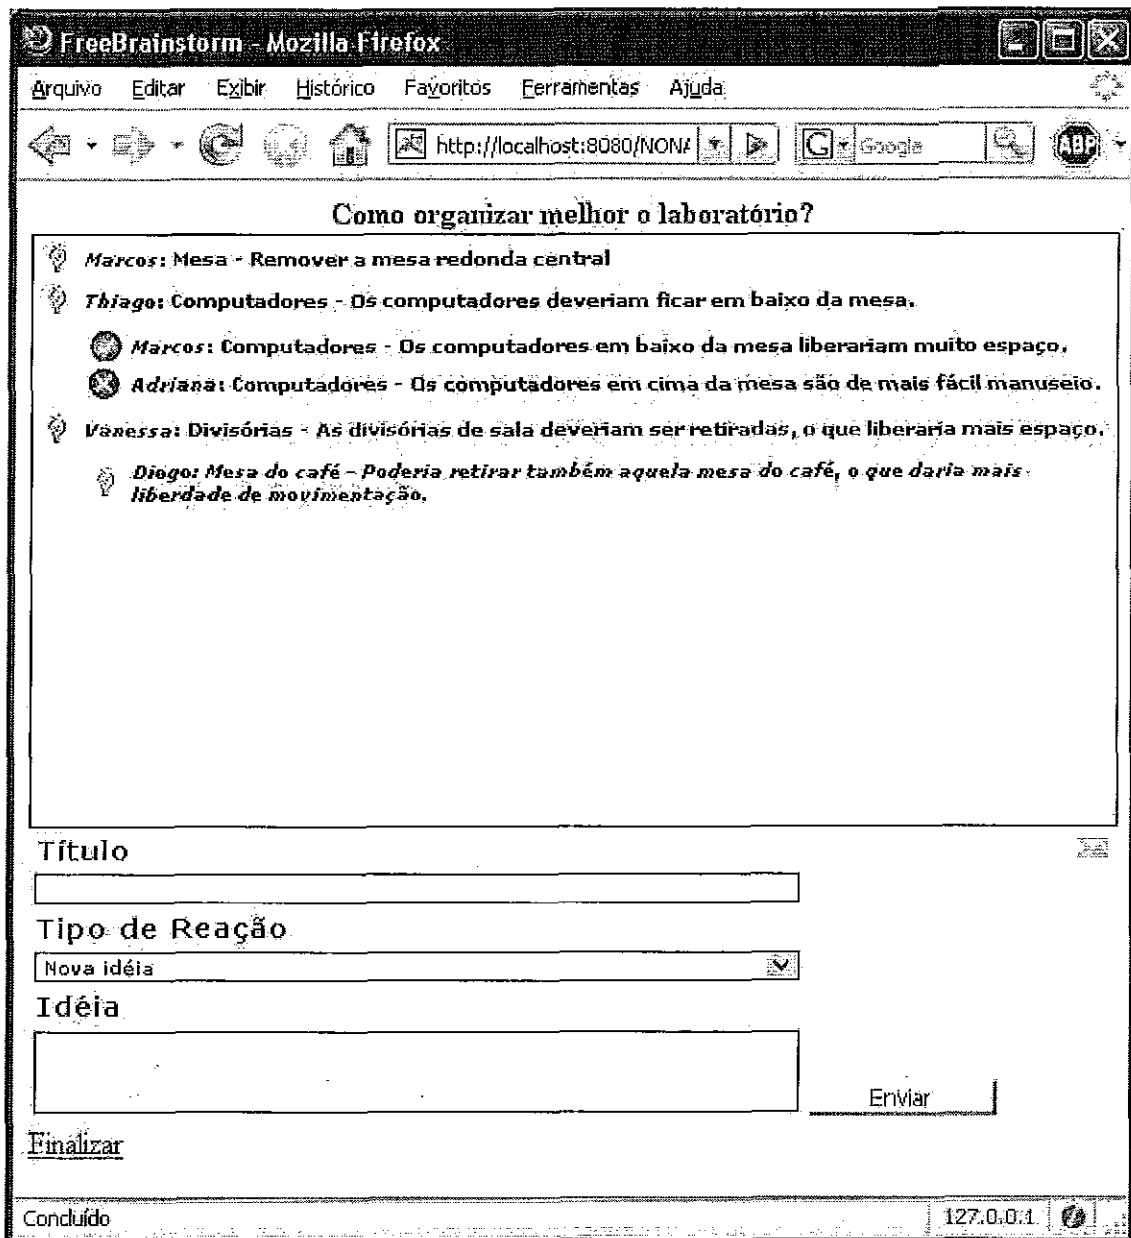 FreeBrainstorm - Mozilla Firefox
Arquivo Editar Exibir Histórico Favoritos Ferramentas Ajuda
http://localhost:8080/NONA G Google ABP
Como organizar melhor o laboratório?
Marcos: Mesa - Remover a mesa redonda central
Thiago: Computadores - Os computadores deveriam ficar em baixo da mesa.
Marcos: Computadores - Os computadores em baixo da mesa liberariam muito espaço.
Adriana: Computadores - Os computadores em cima da mesa são de mais fácil manuseio.
Vanessa: Divisórias - As divisórias de sala deveriam ser retiradas, o que liberaria mais espaço.
Diogo: Mesa do café - Poderia retirar também aquela mesa do café, o que daria mais
liberdade de movimentação.
Título
Tipo de Reação
Nova idéia
Idéia
Enviar
Finalizar
Concluído 127.0.0.1